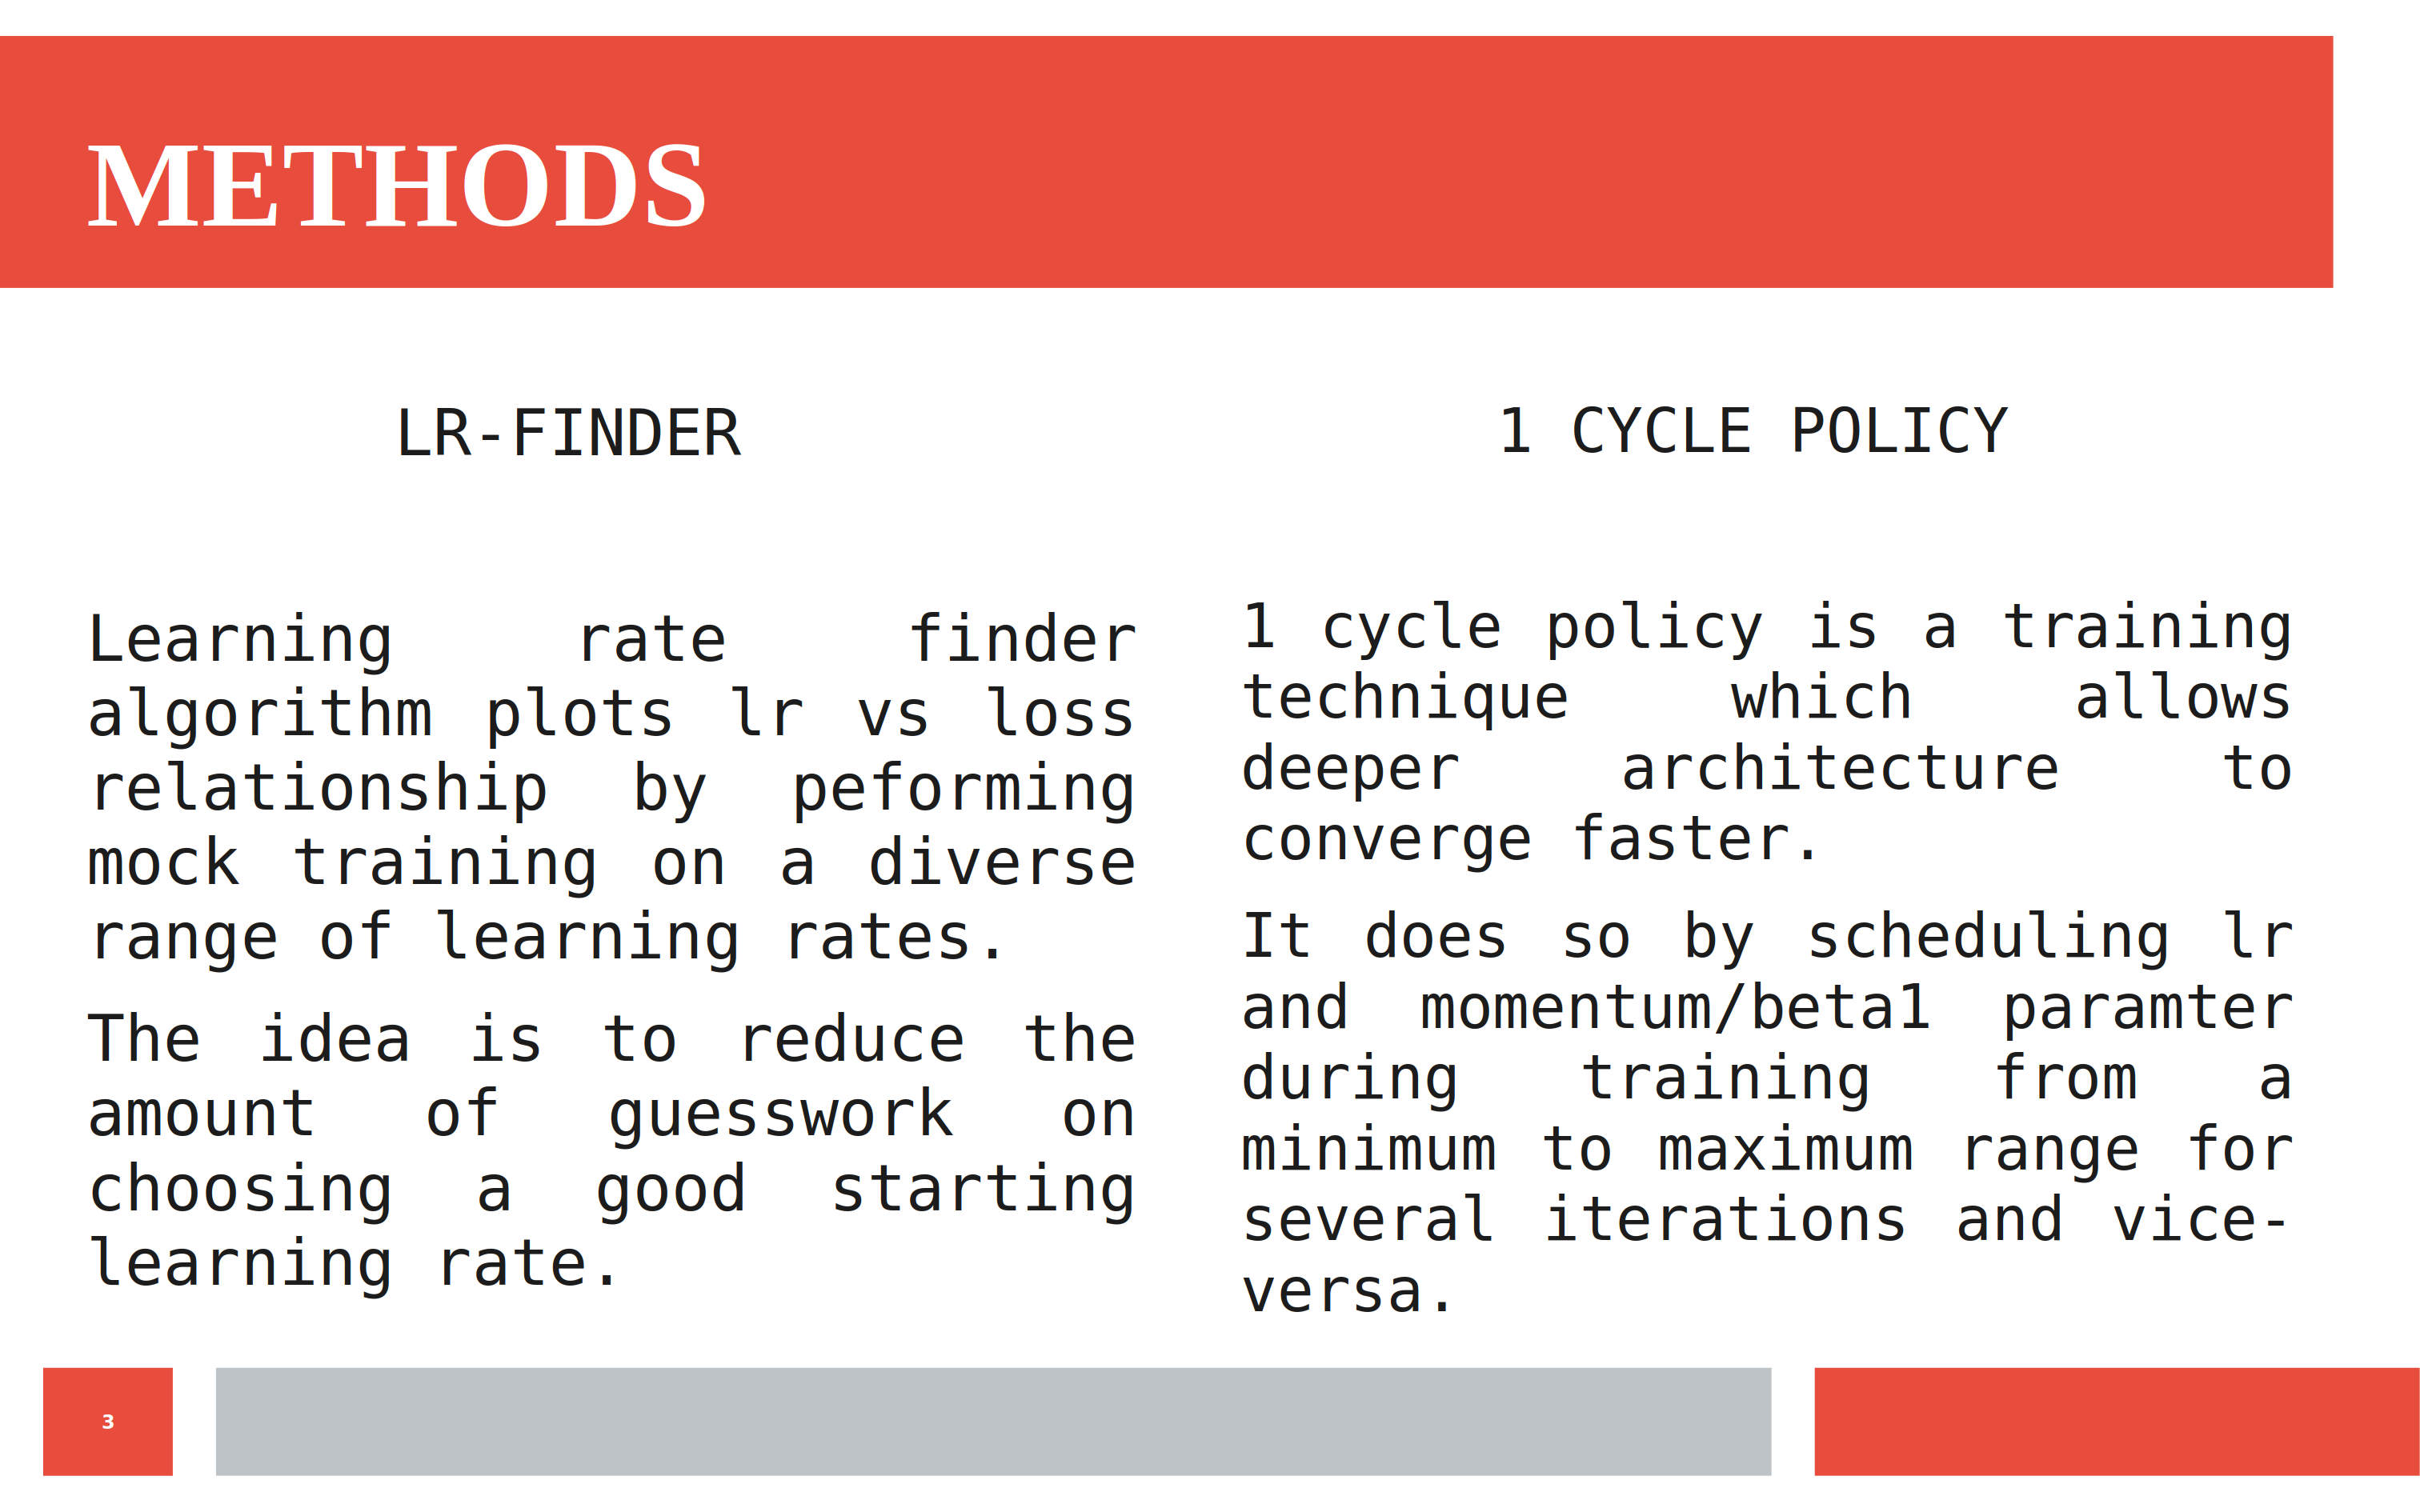 METHODS
LR-FINDER
Learning rate finder
algorithm plots lr vs loss
relationship by peforming
mock training on a diverse
range of learning rates.
The idea is to reduce the
amount of guesswork on
choosing a good starting
learning rate.
1 CYCLE POLICY
1 cycle policy is a training
technique which allows
deeper architecture to
converge faster.
It does so by scheduling lr
and momentum/beta1 paramter
during training from a
minimum to maximum range for
several iterations and vice-
versa.
3